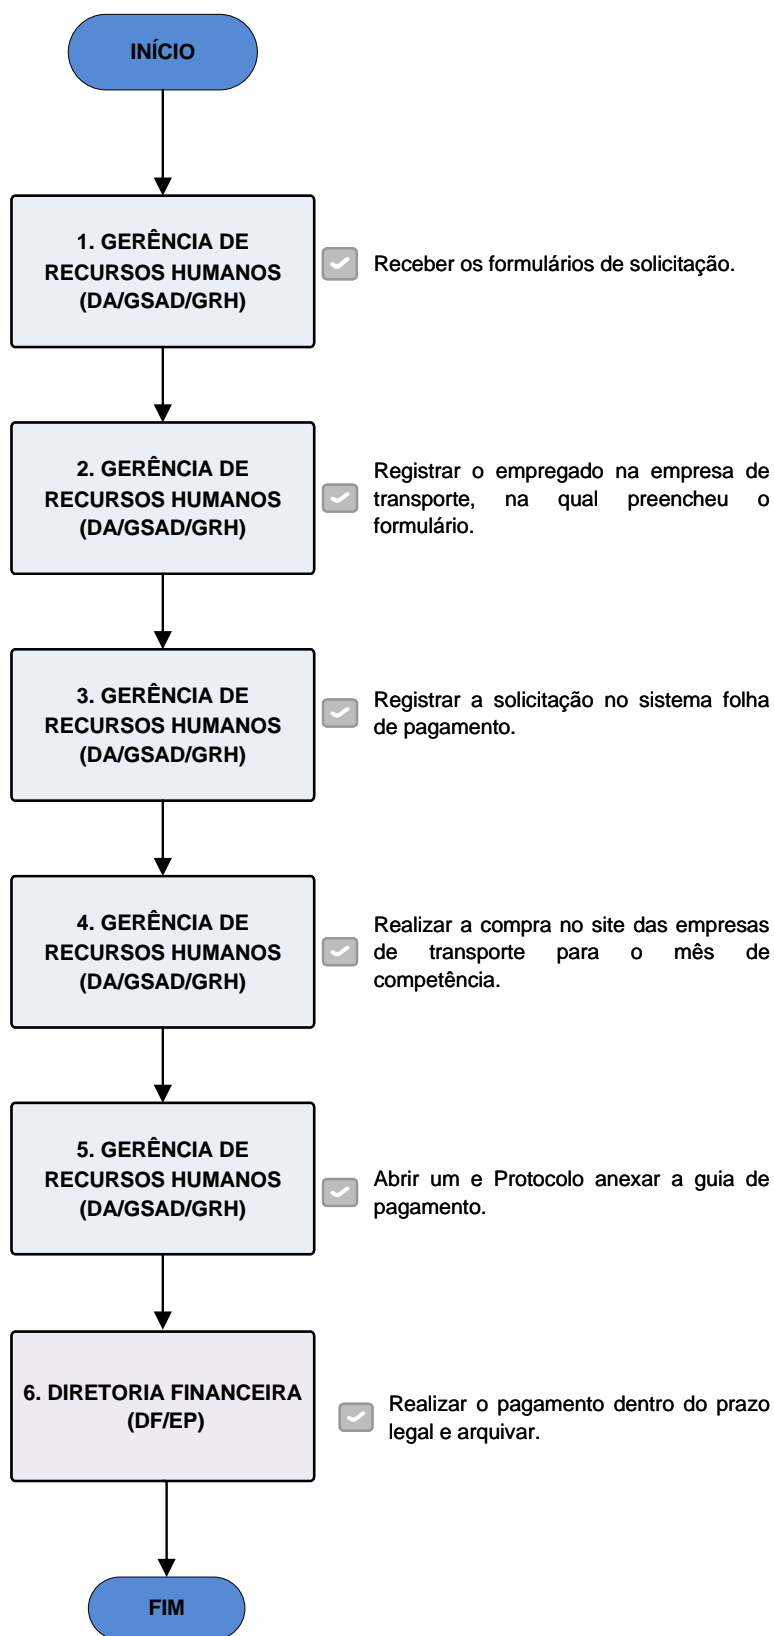 INÍCIO
1. GERÊNCIA DE
RECURSOS HUMANOS
(DA/GSAD/GRH)
Receber os formulários de solicitação.
2. GERÊNCIA DE
RECURSOS HUMANOS
(DA/GSAD/GRH)
Registrar o empregado na empresa de
transporte, na qual preencheu o
formulário.
3. GERÊNCIA DE
RECURSOS HUMANOS
(DA/GSAD/GRH)
Registrar a solicitação no sistema folha
de pagamento.
4. GERÊNCIA DE
RECURSOS HUMANOS
(DA/GSAD/GRH)
Realizar a compra no site das empresas
de transporte para o mês de
competência.
5. GERÊNCIA DE
RECURSOS HUMANOS
(DA/GSAD/GRH)
Abrir um e Protocolo anexar a guia de
pagamento.
6. DIRETORIA FINANCEIRA
(DF/EP)
Realizar o pagamento dentro do prazo
legal e arquivar.
FIM